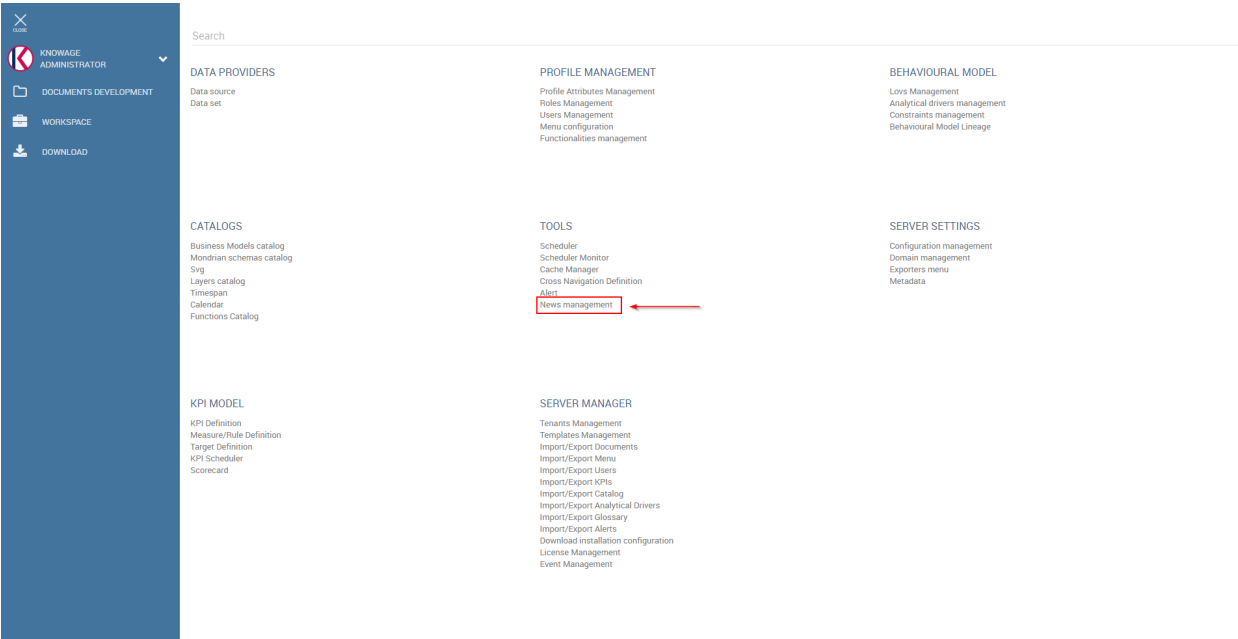 CLOSE
KNOWAGE
ADMINISTRATOR
DOCUMENTS DEVELOPMENT
WORKSPACE
DOWNLOAD
Search
DATA PROVIDERS
Data source
Data set
PROFILE MANAGEMENT
Profile Attributes Management
Roles Management
Users Management
Menu configuration
Functionalities management
BEHAVIOURAL MODEL
Lovs Management
Analytical drivers management
Constraints management
Behavioural Model Lineage
CATALOGS
Business Models catalog
Mondrian schemas catalog
Svg
Layers catalog
Timespan
Calendar
Functions Catalog
TOOLS
Scheduler
Scheduler Monitor
Cache Manager
Cross Navigation Definition
Alert
News management
SERVER SETTINGS
Configuration management
Domain management
Exporters menu
Metadata
KPI MODEL
KPI Definition
Measure/Rule Definition
Target Definition
KPI Scheduler
Scorecard
SERVER MANAGER
Tenants Management
Templates Management
Import/Export Documents
Import/Export Menu
Import/Export Users
Import/Export KPIs
Import/Export Catalog
Import/Export Analytical Drivers
Import/Export Glossary
Import/Export Alerts
Download installation configuration
License Management
Event Management